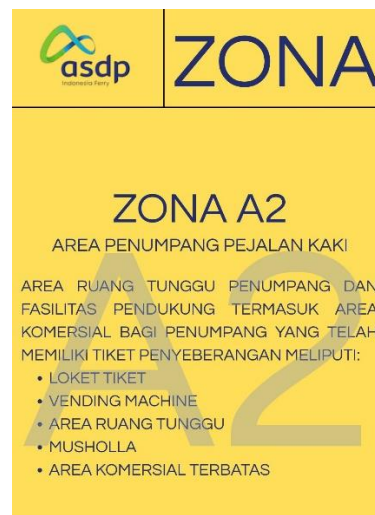 asdp
Indonesia Ferry
ZONA
ZONA A2
AREA PENUMPANG PEJALAN KAKI
AREA RUANG TUNGGU PENUMPANG DAN
FASILITAS PENDUKUNG TERMASUK AREA
KOMERSIAL BAGI PENUMPANG YANG TELAH
MEMILIKI TIKET PENYEBERANGAN MELIPUTI:
• LOKET TIKET
• VENDING MACHINE
• AREA RUANG TUNGGU
• MUSHOLLA
• AREA KOMERSIAL TERBATAS
A2